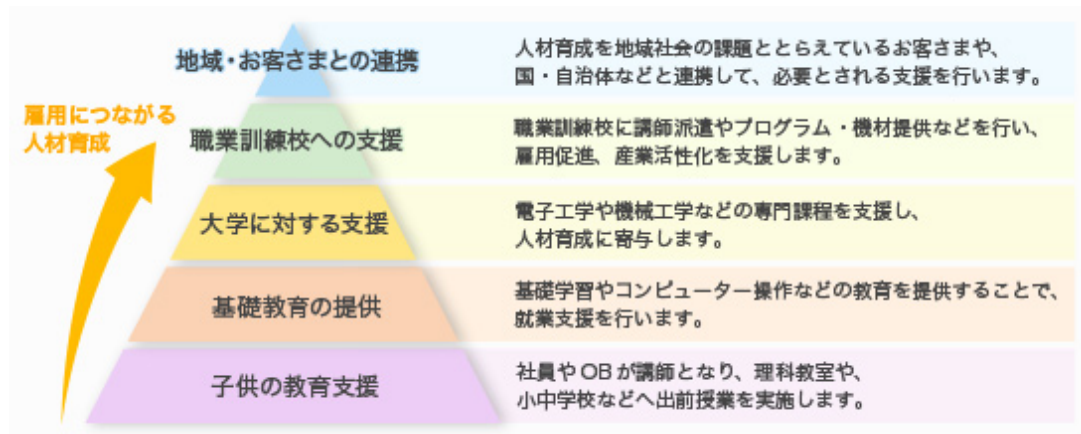 地域・お客さまとの連携
人材育成を地域社会の課題ととらえているお客さまや、
国・自治体などと連携して、必要とされる支援を行います。
雇用につながる
人材育成
職業訓練校への支援
職業訓練校に講師派遣やプログラム・機材提供などを行い、
雇用促進、産業活性化を支援します。
大学に対する支援
電子工学や機械工学などの専門課程を支援し、
人材育成に寄与します。
基礎教育の提供
基礎学習やコンピューター操作などの教育を提供することで、
就業支援を行います。
子供の教育支援
社員やOBが講師となり、理科教室や、
小中学校などへ出前授業を実施します。